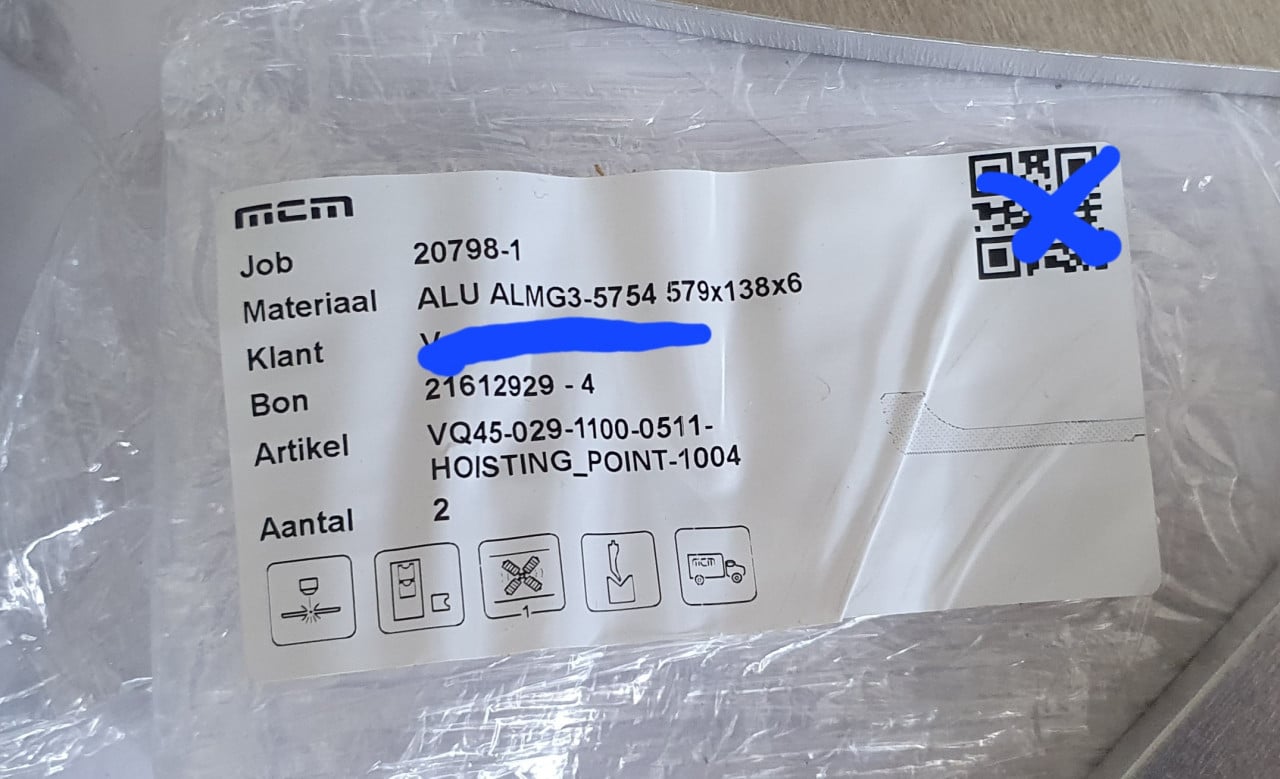 mcm
Job 20798-1
Materiaal ALU ALMG3-5754 579x138x6
Klant
Bon 21612929 - 4
Artikel VQ45-029-1100-0511-
HOISTING_POINT-1004
Aantal 2
1
mcm